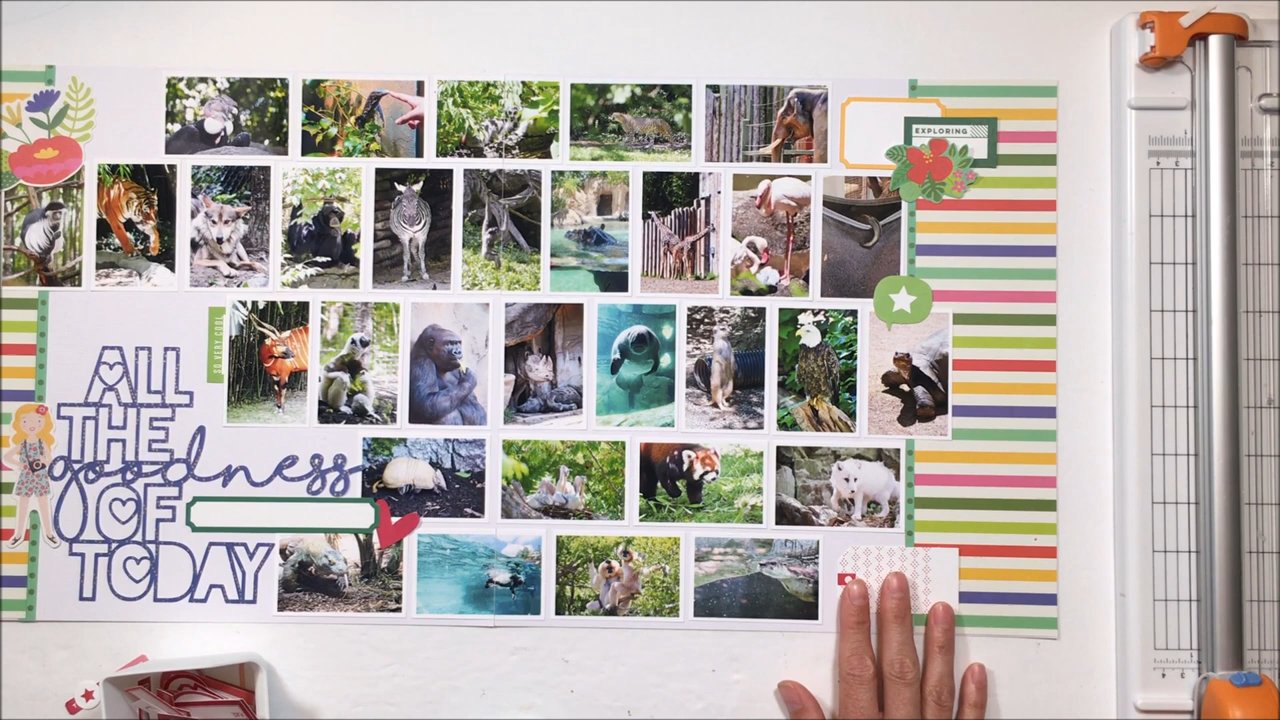 EXPLORING
SO VERY COOL
ALL
THE
goodness
OF
TODAY